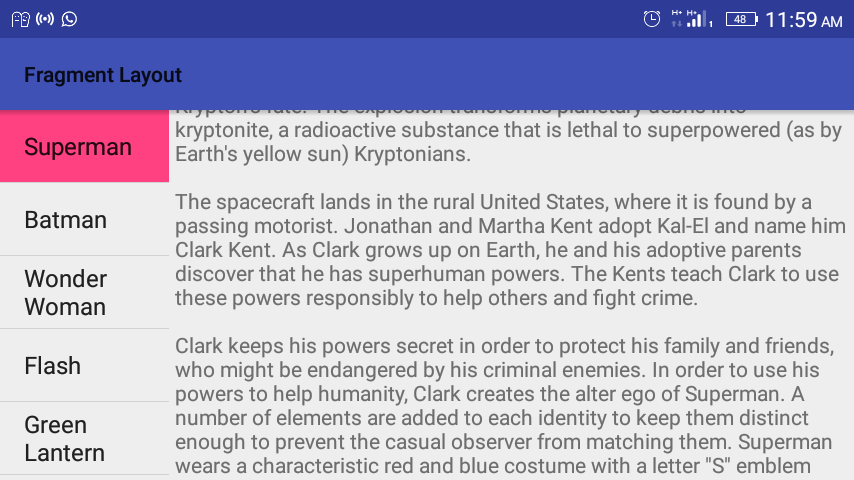 48 11:59 AM
Fragment Layout
Superman
Batman
Wonder
Woman
Flash
Green
Lantern
Krypton's fate. The explosion transforms planetary debris into
kryptonite, a radioactive substance that is lethal to superpowered (as by
Earth's yellow sun) Kryptonians.
The spacecraft lands in the rural United States, where it is found by a
passing motorist. Jonathan and Martha Kent adopt Kal-El and name him
Clark Kent. As Clark grows up on Earth, he and his adoptive parents
discover that he has superhuman powers. The Kents teach Clark to use
these powers responsibly to help others and fight crime.
Clark keeps his powers secret in order to protect his family and friends,
who might be endangered by his criminal enemies. In order to use his
powers to help humanity, Clark creates the alter ego of Superman. A
number of elements are added to each identity to keep them distinct
enough to prevent the casual observer from matching them. Superman
wears a characteristic red and blue costume with a letter "S" emblem